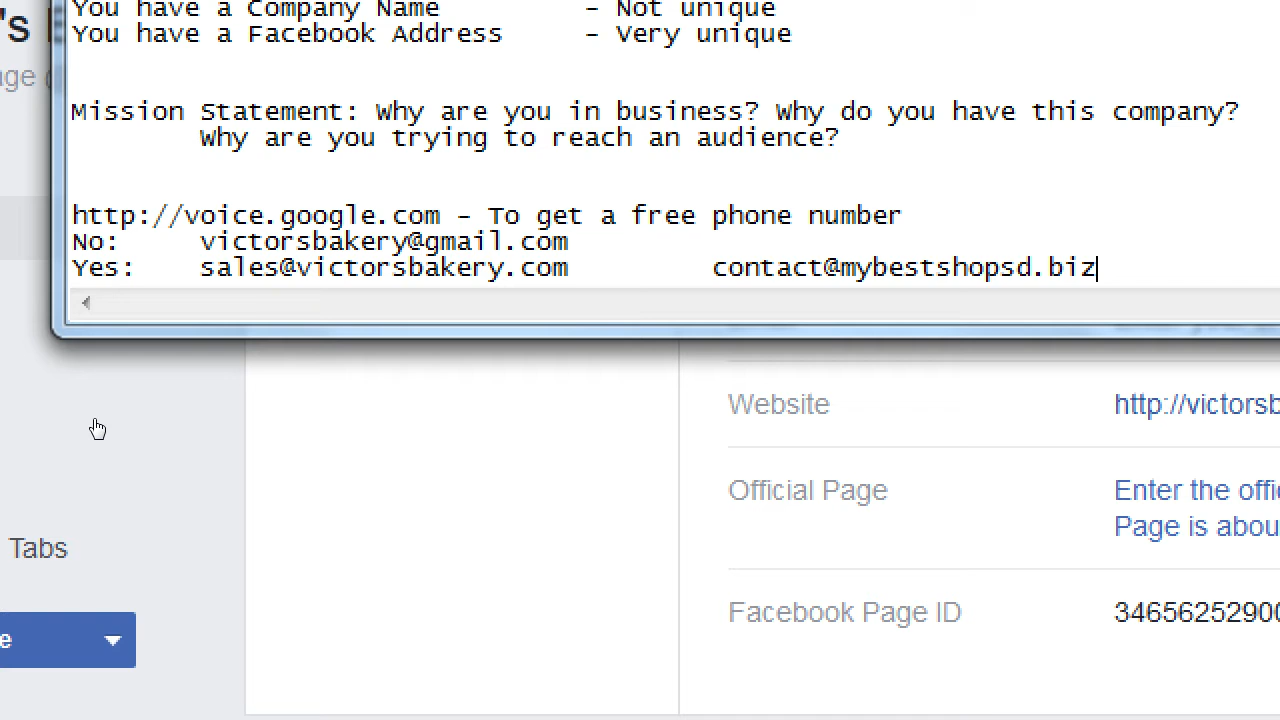 You have a Company Name - Not unique
You have a Facebook Address - Very unique
Mission Statement: Why are you in business? Why do you have this company?
Why are you trying to reach an audience?
http://voice.google.com - To get a free phone number
No: victorsbakery@gmail.com
Yes: sales@victorsbakery.com contact@mybestshopsd.biz
's
Website http://victorsb
Official Page Enter the offi
Page is abou
Tabs
Facebook Page ID 34656252900